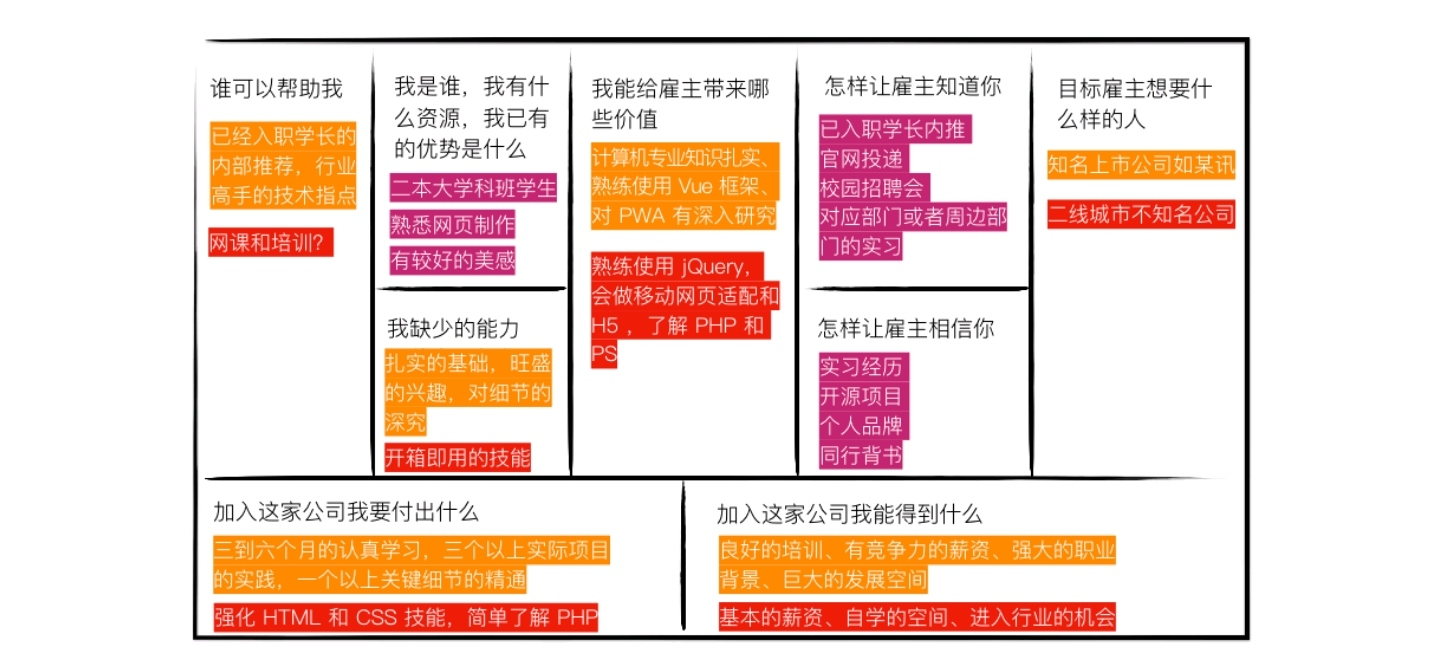 谁可以帮助我
已经入职学长的
内部推荐，行业
高手的技术指点
网课和培训？
我是谁，我有什
么资源，我已有
的优势是什么
二本大学科班学生
熟悉网页制作
有较好的美感
我缺少的能力
扎实的基础，旺盛
的兴趣，对细节的
深究
开箱即用的技能
我能给雇主带来哪
些价值
计算机专业知识扎实、
熟练使用 Vue 框架、
对 PWA 有深入研究
熟练使用 jQuery，
会做移动网页适配和
H5 ，了解 PHP 和
PS
怎样让雇主知道你
已入职学长内推
官网投递
校园招聘会
对应部门或者周边部
门的实习
怎样让雇主相信你
实习经历
开源项目
个人品牌
同行背书
目标雇主想要什
么样的人
知名上市公司如某讯
二线城市不知名公司
加入这家公司我要付出什么
三到六个月的认真学习，三个以上实际项目
的实践，一个以上关键细节的精通
强化 HTML 和 CSS 技能，简单了解 PHP
加入这家公司我能得到什么
良好的培训、有竞争力的薪资、强大的职业
背景、巨大的发展空间
基本的薪资、自学的空间、进入行业的机会